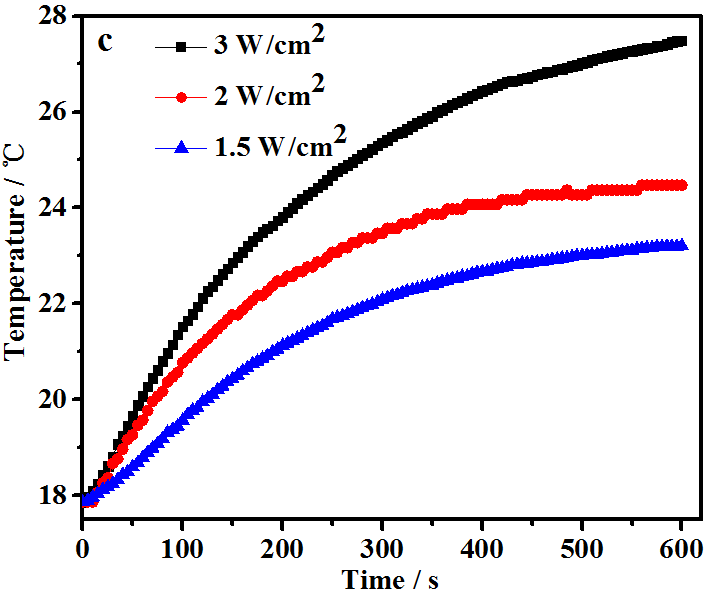 c
3 W/cm²
2 W/cm²
1.5 W/cm²
Temperature / ℃
28
26
24
22
20
18
0 100 200 300 400 500 600
Time / s